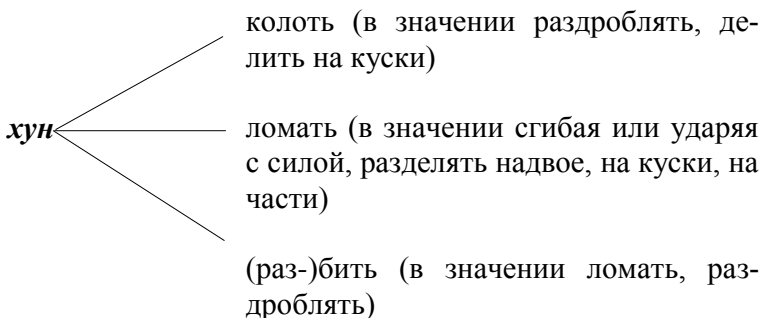 колоть (в значении раздроблять, де-
лить на куски)
хун
ломать (в значении сгибая или ударяя
с силой, разделять надвое, на куски, на
части)
(раз-)бить (в значении ломать, раз-
дроблять)